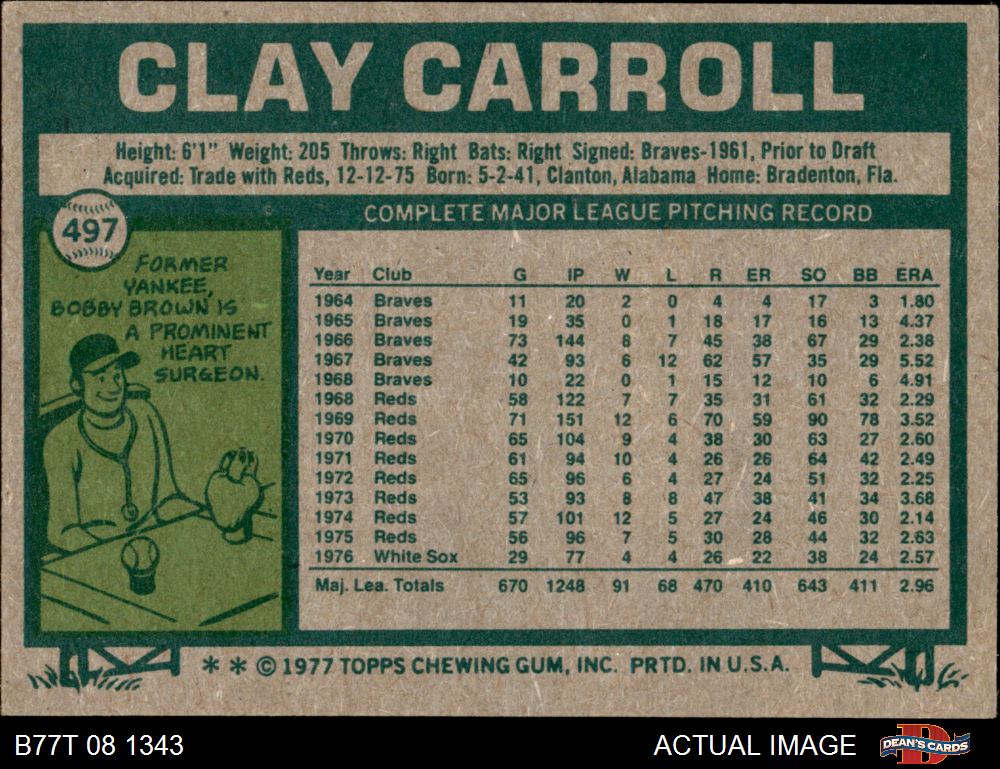 CLAY CARROLL
Height: 6'1" Weight: 205 Throws: Right Bats: Right Signed: Braves-1961, Prior to Draft
Acquired: Trade with Reds, 12-12-75 Born: 5-2-41, Clanton, Alabama Home: Bradenton, Fla.
497
COMPLETE MAJOR LEAGUE PITCHING RECORD
FORMER
YANKEE,
BOBBY BROWN IS
A PROMINENT
HEART
SURGEON.
Year Club G IP W L R ER SO BB ERA
1964 Braves 11 20 2 0 4 4 17 3 1.80
1965 Braves 19 35 0 1 18 17 16 13 4.37
1966 Braves 73 144 8 7 45 38 67 29 2.38
1967 Braves 42 93 6 12 62 57 35 29 5.52
1968 Braves 10 22 0 1 15 12 10 6 4.91
1968 Reds 58 122 7 7 35 31 61 32 2.29
1969 Reds 71 151 12 6 70 59 90 78 3.52
1970 Reds 65 104 9 4 38 30 63 27 2.60
1971 Reds 61 94 10 4 26 26 64 42 2.49
1972 Reds 65 96 6 4 27 24 51 32 2.25
1973 Reds 53 93 8 8 47 38 41 34 3.68
1974 Reds 57 101 12 5 27 24 46 30 2.14
1975 Reds 56 96 7 5 30 28 44 32 2.63
1976 White Sox 29 77 4 4 26 22 38 24 2.57
Maj. Lea. Totals 670 1248 91 68 470 410 643 411 2.96
* * © 1977 TOPPS CHEWING GUM, INC. PRTD. IN U.S.A.
B77T 08 1343
ACTUAL IMAGE
DEAN'S CARDS